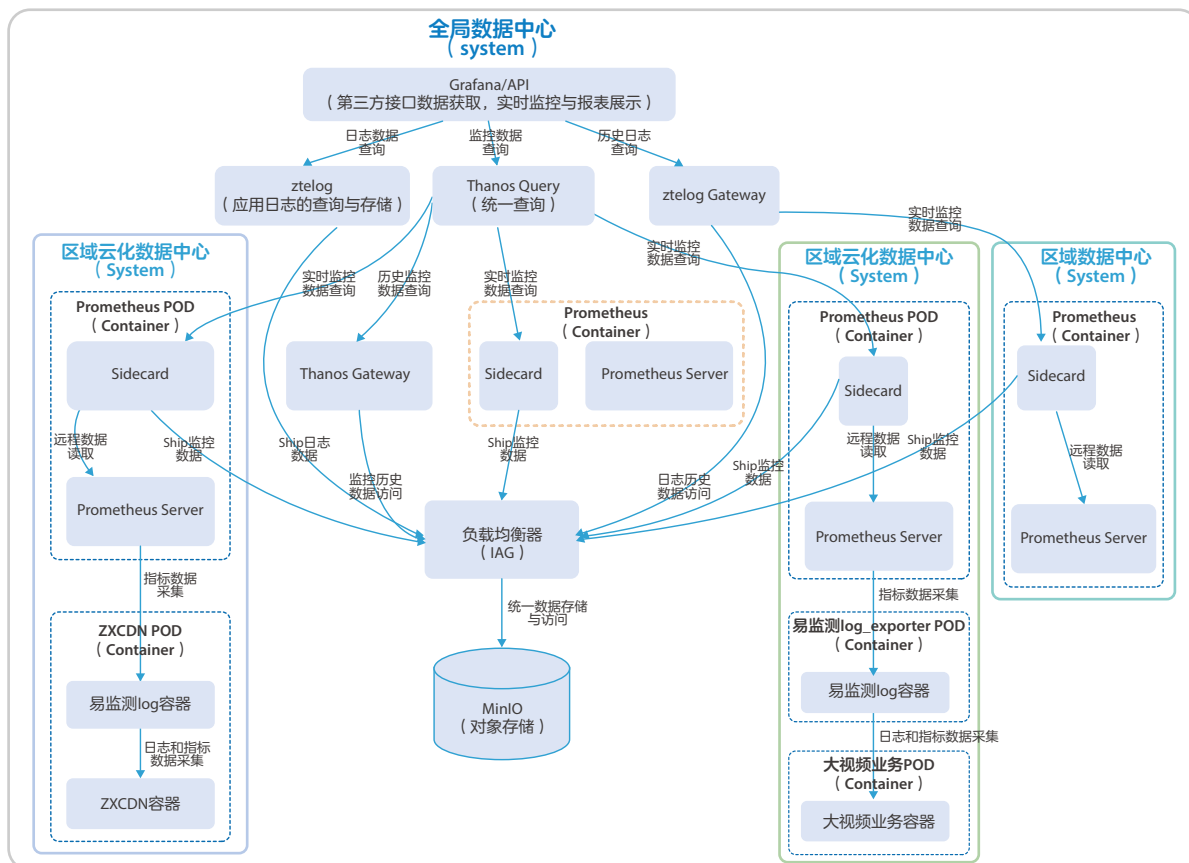 全局数据中心
（system）
Grafana/API
（第三方接口数据获取，实时监控与报表展示）
日志数据
查询
监控数据
查询
历史日志
查询
ztelog
（应用日志的查询与存储）
Thanos Query
（统一查询）
ztelog Gateway
实时监控
数据查询
区域云化数据中心
（System）
实时监控
数据查询
历史监控
数据查询
实时监控
数据查询
实时监控
数据查询
区域云化数据中心
（System）
区域数据中心
（System）
Prometheus POD
（Container）
Sidecard
Thanos Gateway
Prometheus
（Container）
Sidecard
Prometheus Server
Prometheus POD
（Container）
Sidecard
Prometheus
（Container）
Sidecard
远程数据
读取
Ship监控
数据
Ship日志
数据
监控历史
数据访问
Ship监控
数据
日志历史
数据访问
Ship监控
数据
远程数据
读取
Ship监控
数据
远程数据
读取
Prometheus Server
负载均衡器
（IAG）
Prometheus Server
Prometheus Server
指标数据
采集
统一数据存储
与访问
指标数据采集
ZXCDN POD
（Container）
易监测log容器
日志和指标
数据采集
ZXCDN容器
MinIO
（对象存储）
易监测log_exporter POD
（Container）
易监测log容器
日志和指标数据采集
大视频业务POD
（Container）
大视频业务容器